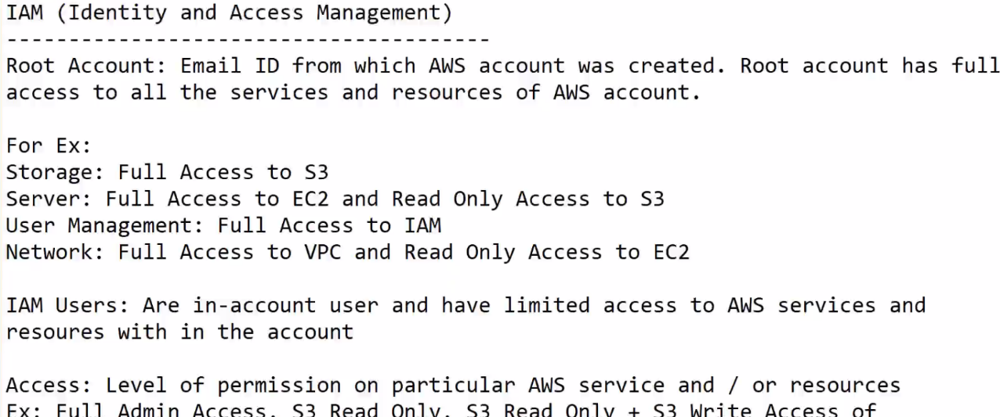 IAM (Identity and Access Management)
---------------------------------------
Root Account: Email ID from which AWS account was created. Root account has full
access to all the services and resources of AWS account.
For Ex:
Storage: Full Access to S3
Server: Full Access to EC2 and Read Only Access to S3
User Management: Full Access to IAM
Network: Full Access to VPC and Read Only Access to EC2
IAM Users: Are in-account user and have limited access to AWS services and
resoures with in the account
Access: Level of permission on particular AWS service and / or resources
Ex: Full Admin Access, S3 Read Only, S3 Read Only + S3 Write Access of